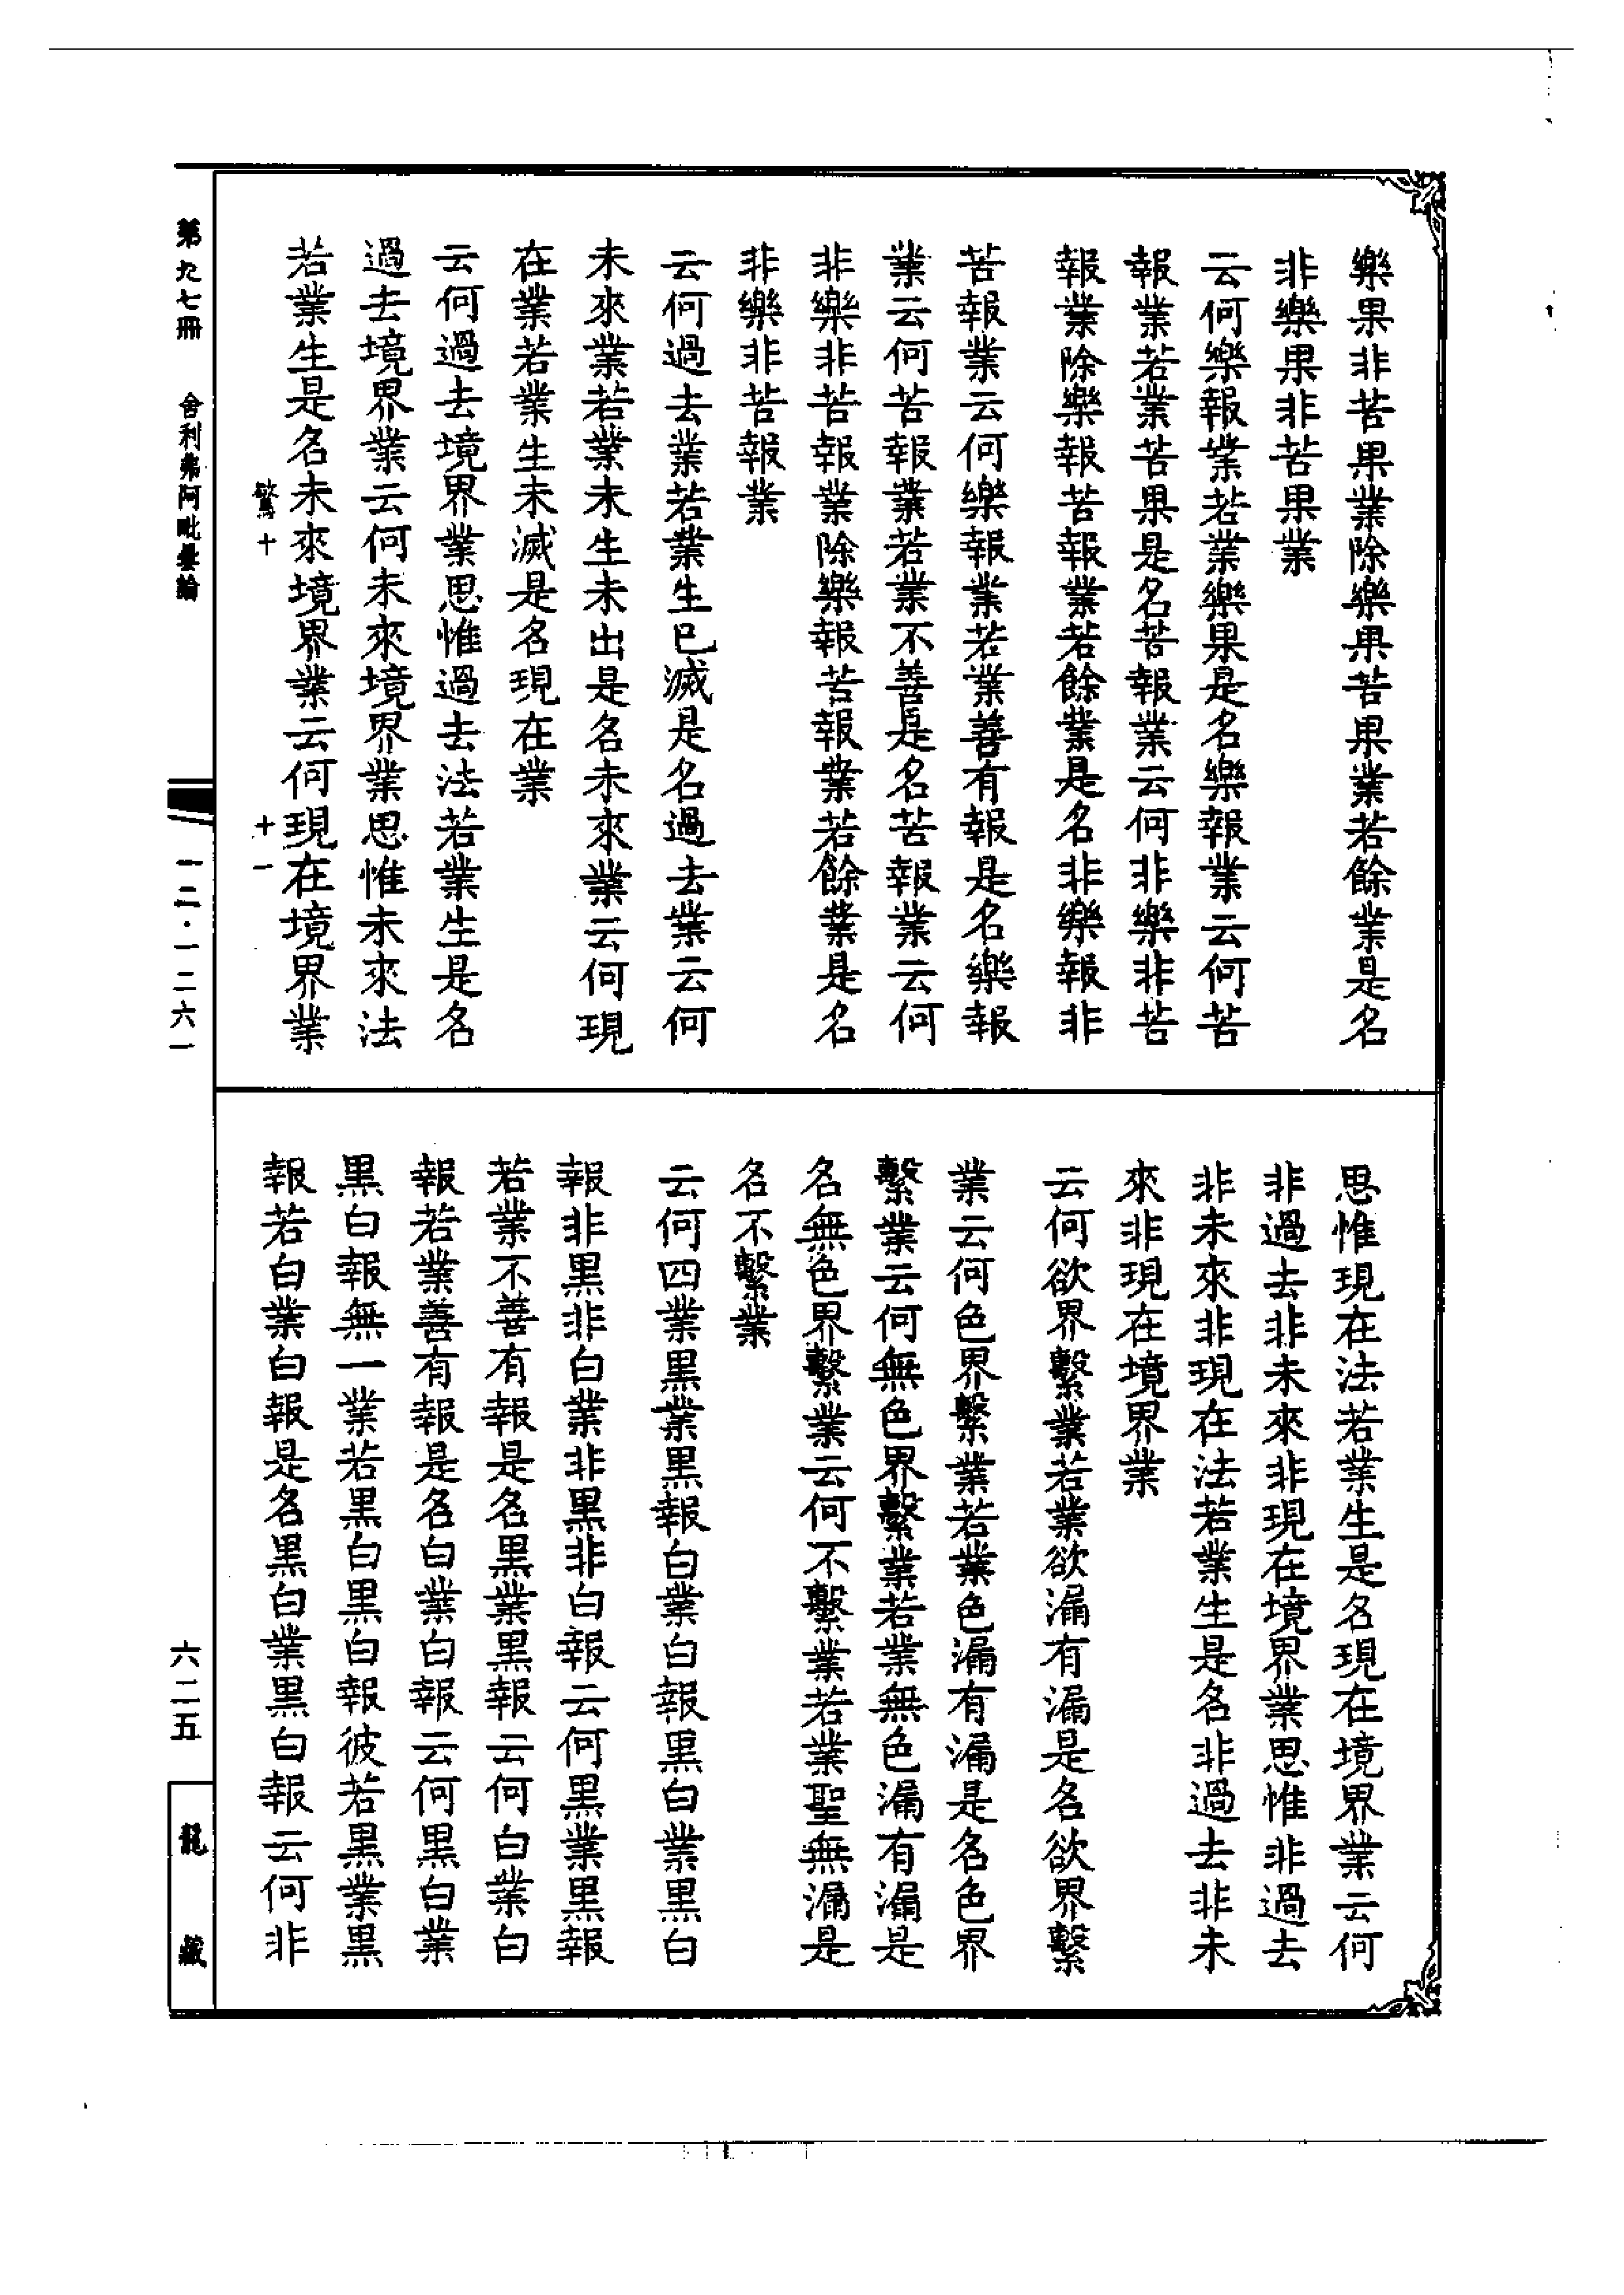 樂果非苦果業除樂果苦果業若餘業是名
非樂果非苦果業
云何樂報業若業樂果是名樂報業云何苦
報業若業苦果是名苦報業云何非樂非苦
報業除樂報苦報業若餘業是名非樂報非
苦報業云何樂報業若業善有報是名樂報
業云何苦報業若業不善是名苦報業云何
非樂非苦報業除樂報苦報業若餘業是名
非樂非苦報業
云何過去業若業生已滅是名過去業云何
未來業若業未生未出是名未來業云何現
在業若業生未滅是名現在業
云何過去境界業思惟過去法若業生是名
過去境界業云何未來境界業思惟未來法
若業生是名未來境界業云何現在境界業
驚十
十一
思惟現在法若業生是名現在境界業云何
非過去非未來非現在境界業思惟非過去
非未來非現在法若業生是名非過去非未
來非現在境界業
云何欲界繫業若業欲漏有漏是名欲界繫
業云何色界繫業若業色漏有漏是名色界
繫業云何無色界繫業若業無色漏有漏是
名無色界繫業云何不繫業若業聖無漏是
名不繫業
云何四業黑業黑報白業白報黑白業黑白
報非黑非白業非黑非白報云何黑業黑報
若業不善有報是名黑業黑報云何白業白
報若業善有報是名白業白報云何黑白業
黑白報無一業若黑白黑白報彼若黑業黑
報若白業白報是名黑白業黑白報云何非
第九七冊
舍利弗阿毗曇論
一二·一二六一
六二五
龍藏